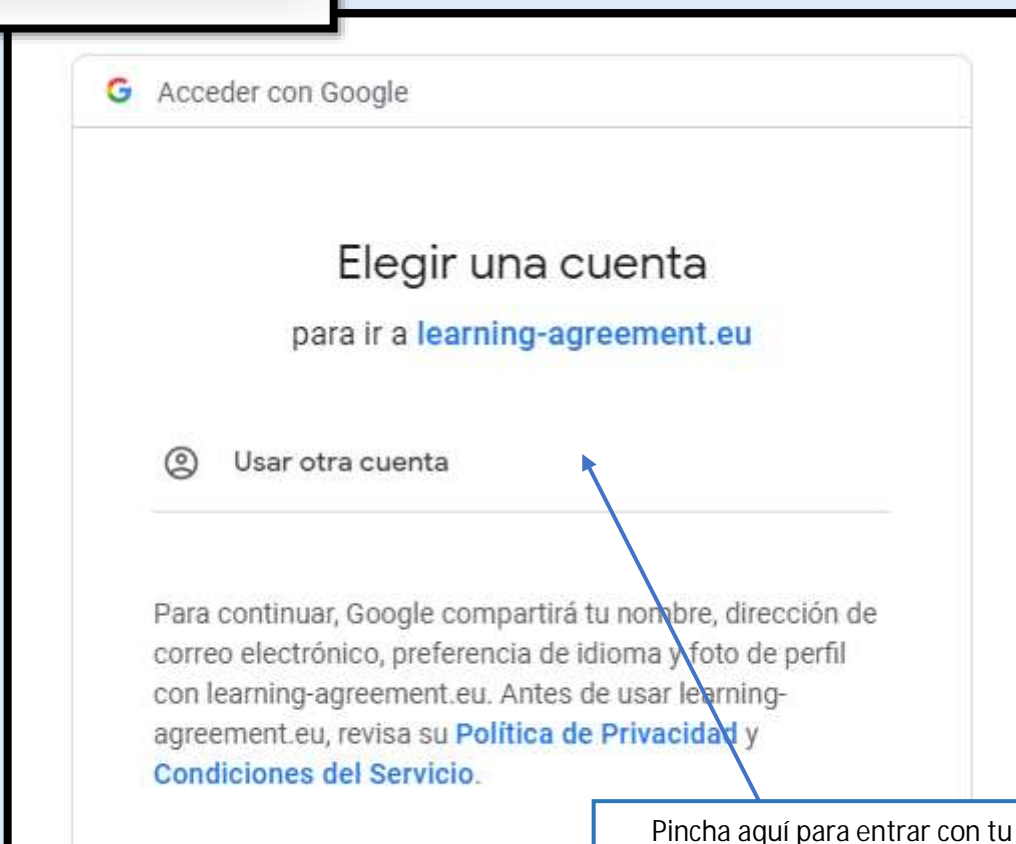 Acceder con Google
Elegir una cuenta
para ir a learning-agreement.eu
Usar otra cuenta
Para continuar, Google compartirá tu nombre, dirección de
correo electrónico, preferencia de idioma y foto de perfil
con learning-agreement.eu. Antes de usar learning-
agreement.eu, revisa su Política de Privacidad y
Condiciones del Servicio.
Pincha aquí para entrar con tu